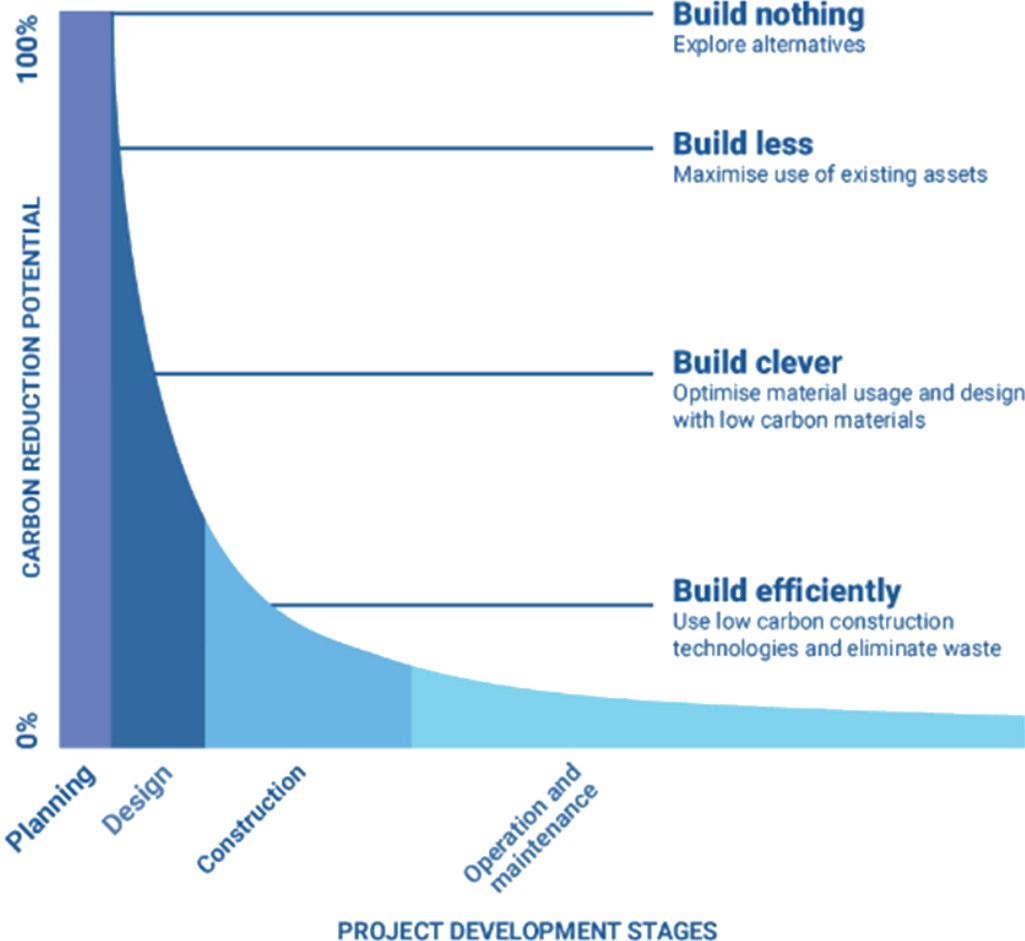 100%
Build nothing
Explore alternatives
Build less
Maximise use of existing assets
CARBON REDUCTION POTENTIAL
Build clever
Optimise material usage and design
with low carbon materials
Build efficiently
Use low carbon construction
technologies and eliminate waste
0%
Planning
Design
Construction
Operation and
maintenance
PROJECT DEVELOPMENT STAGES